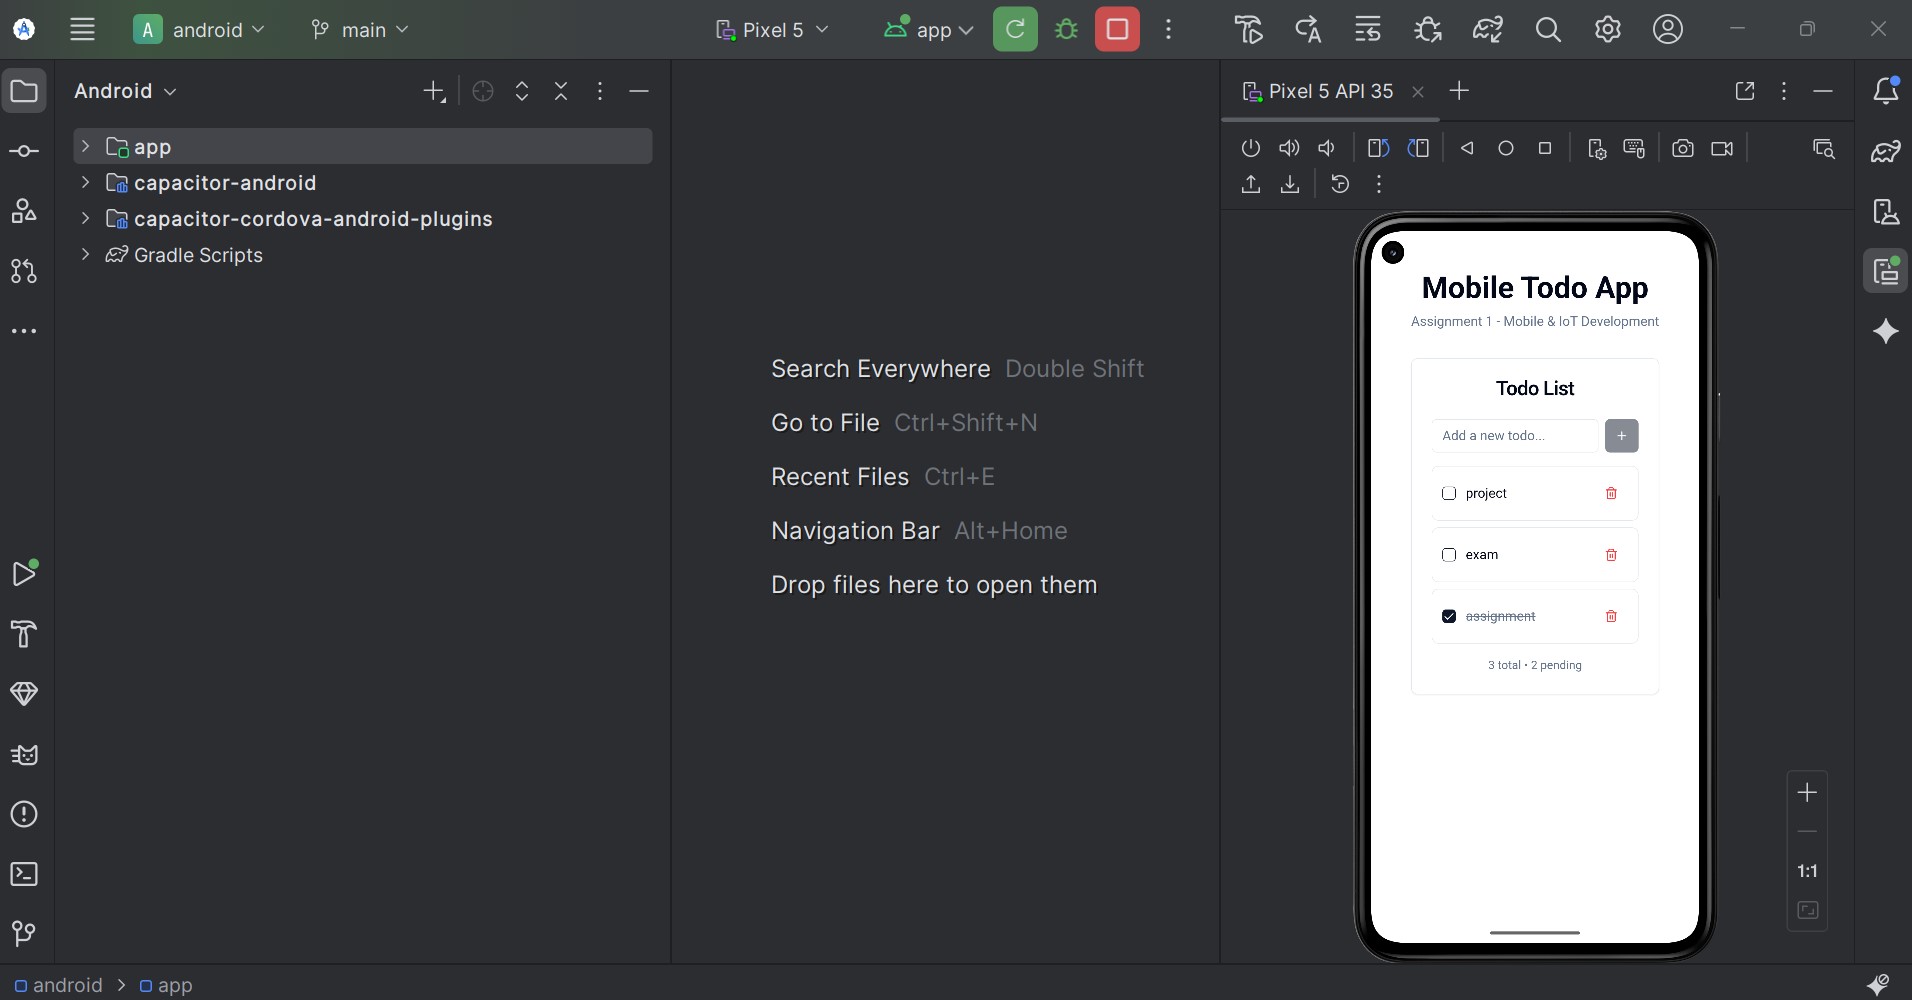 A android main Pixel 5 app
Android
app
capacitor-android
capacitor-cordova-android-plugins
Gradle Scripts
Search Everywhere Double Shift
Go to File Ctrl+Shift+N
Recent Files Ctrl+E
Navigation Bar Alt+Home
Drop files here to open them
Pixel 5 API 35
Mobile Todo App
Assignment 1 - Mobile & IoT Development
Todo List
Add a new todo... +
project
exam
assignment
3 total • 2 pending
1:1
android > app